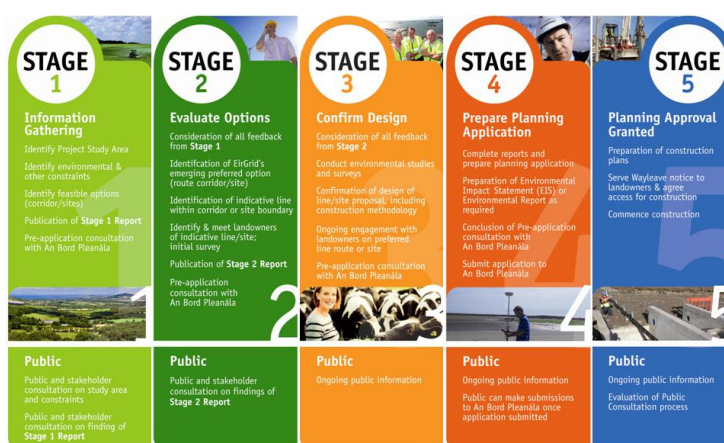 STAGE
1
Information
Gathering
Identify Project Study Area
Identify environmental &
other constraints
Identify feasible options
(corridor/sites)
Publication of Stage 1 Report
Pre-application consultation
with An Bord Pleanála
1
Public
Public and stakeholder
consultation on study area
and constraints
Public and stakeholder
consultation on finding of
Stage 1 Report
STAGE
2
Evaluate Options
Consideration of all feedback
from Stage 1
Identifcation of EirGrid's
emerging preferred option
(route corridor/site)
Identification of indicative line
within corridor or site boundary
Identify & meet landowners
of indicative line/site;
initial survey
Publication of Stage 2 Report
Pre-application
consultation with
An Bord Pleanála
2
Public
Public and stakeholder
consultation on findings of
Stage 2 Report
STAGE
3
Confirm Design
Consideration of all feedback
from Stage 2
Conduct environmental studies
and surveys
Confirmation of design of
line/site proposal, including
construction methodology
Ongoing engagement with
landowners on preferred
line route or site
Pre-application consultation
with An Bord Pleanála
3
Public
Ongoing public information
STAGE
4
Prepare Planning
Application
Complete reports and
prepare planning application
Preparation of Environmental
Impact Statement (EIS) or
Environmental Report as
required
Conclusion of Pre-application
consultation with
An Bord Pleanála
Submit application to
An Bord Pleanála
4
Public
Ongoing public information
Public can make submissions
to An Bord Pleanála once
application submitted
STAGE
5
Planning Approval
Granted
Preparation of construction
plans
Serve Wayleave notice to
landowners & agree
access for construction
Commence construction
5
Public
Ongoing public information
Evaluation of Public
Consultation process